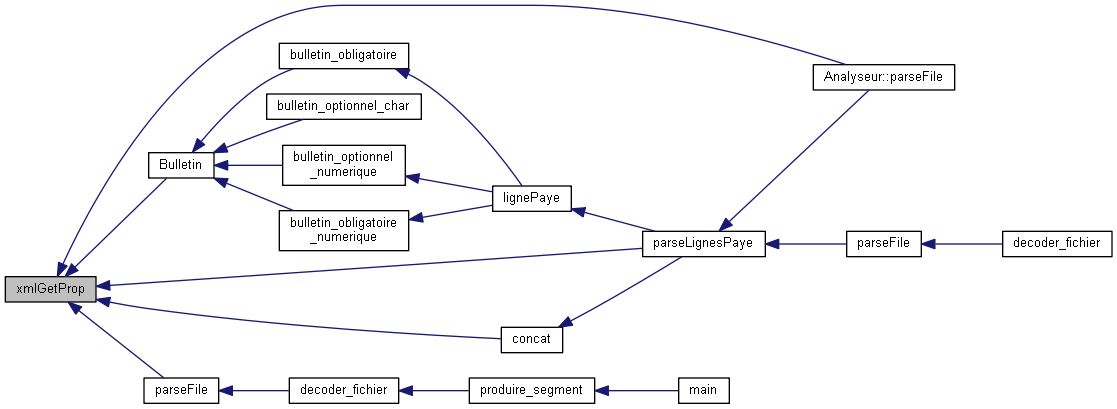 bulletin_obligatoire
Analyseur::parseFile
bulletin_optionnel_char
Bulletin
bulletin_optionnel
_numerique
lignePaye
bulletin_obligatoire
_numerique
parseLignesPaye
parseFile
decoder_fichier
xmlGetProp
concat
parseFile
decoder_fichier
produire_segment
main